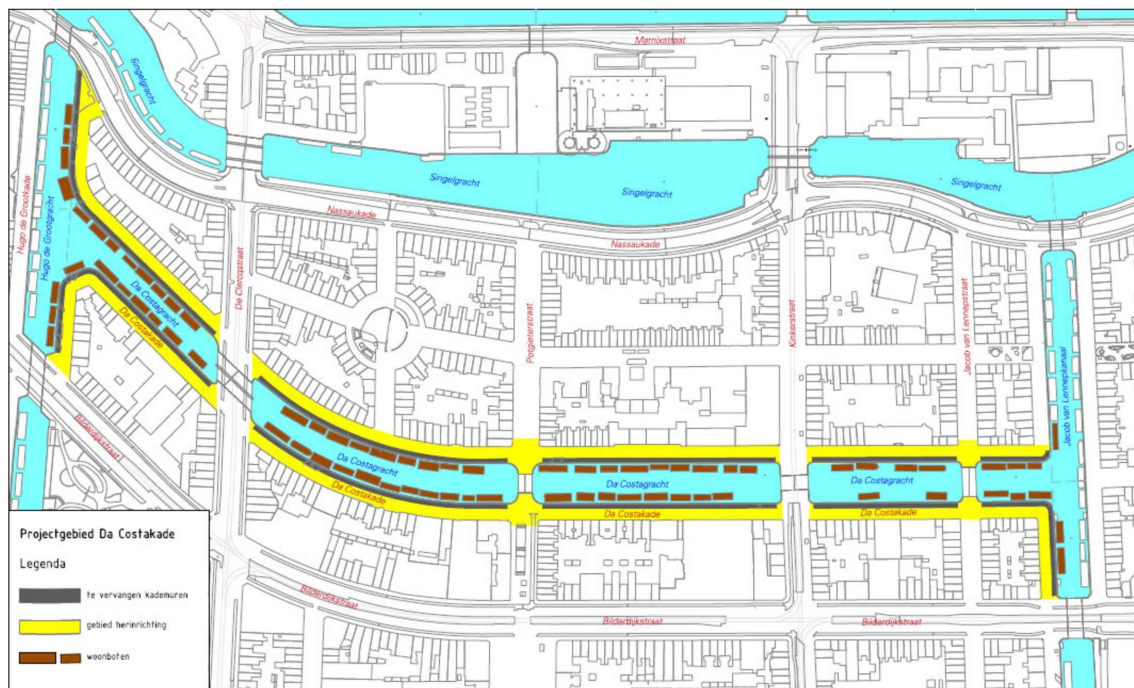 Marnixstraat
Singelgracht
Singelgracht
Singelgracht
Singelgracht
Hugo de Grootkade
Hugo de Grootgracht
Nassaukade
Nassaukade
De Clercqstraat
Da Costagracht
Da Costakade
Potgieterstraat
Kinkerstraat
Jacob van Lennepstraat
Jacob van Lennepkanaal
Bilderdijkstraat
Da Costagracht
Da Costakade
Da Costagracht
Da Costakade
Da Costagracht
Da Costakade
Bilderdijkstraat
Bilderdijkstraat
Bilderdijkstraat
Projectgebied Da Costakade
Legenda
te vervangen kademuren
gebied herinrichting
woonboten